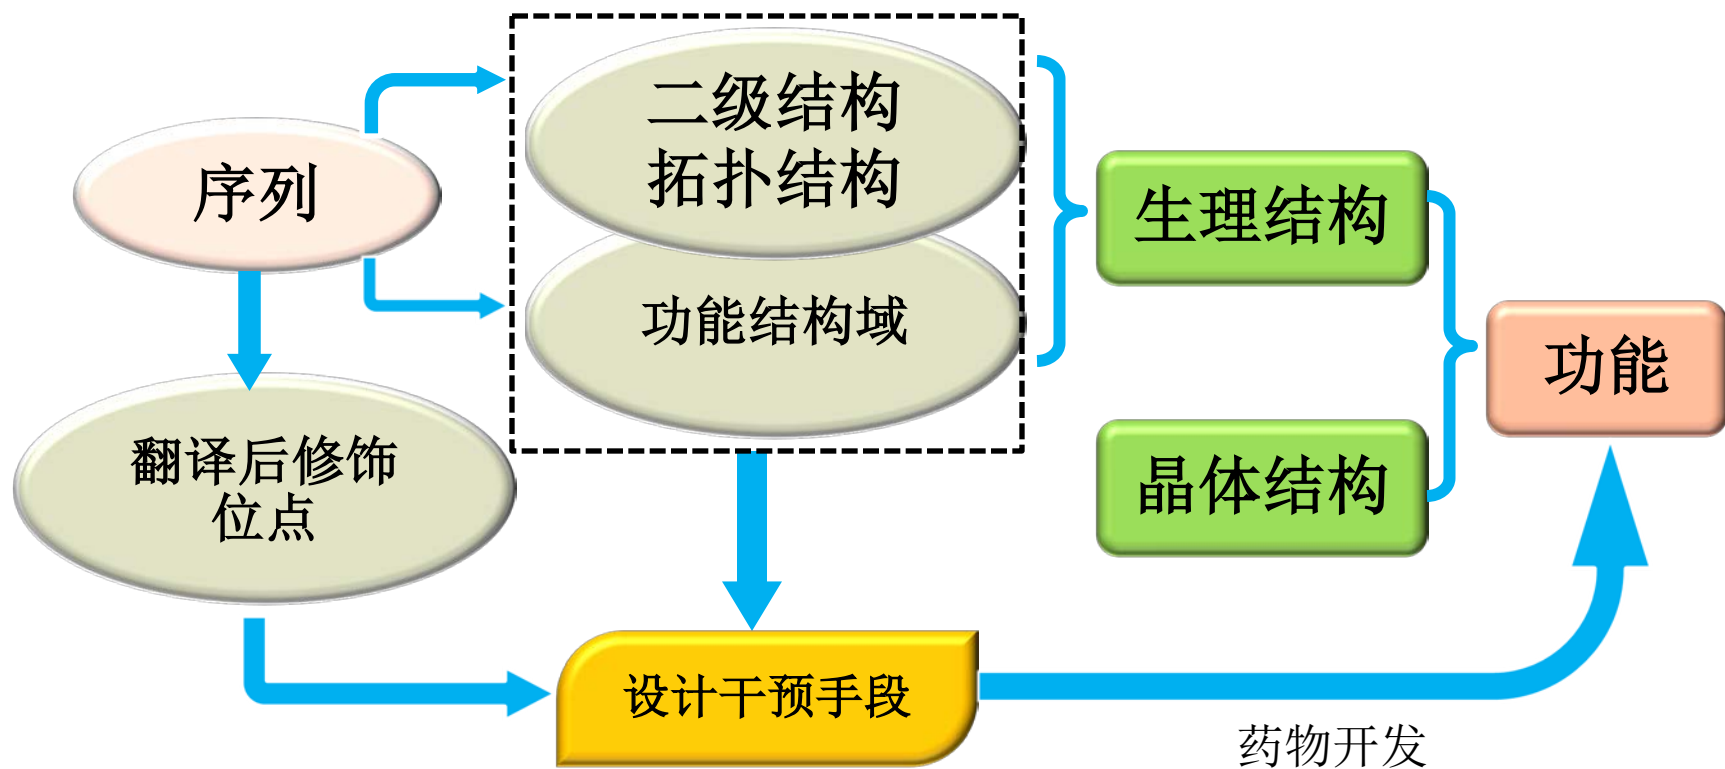 序列
二级结构
拓扑结构
功能结构域
翻译后修饰
位点
生理结构
晶体结构
功能
设计干预手段
药物开发